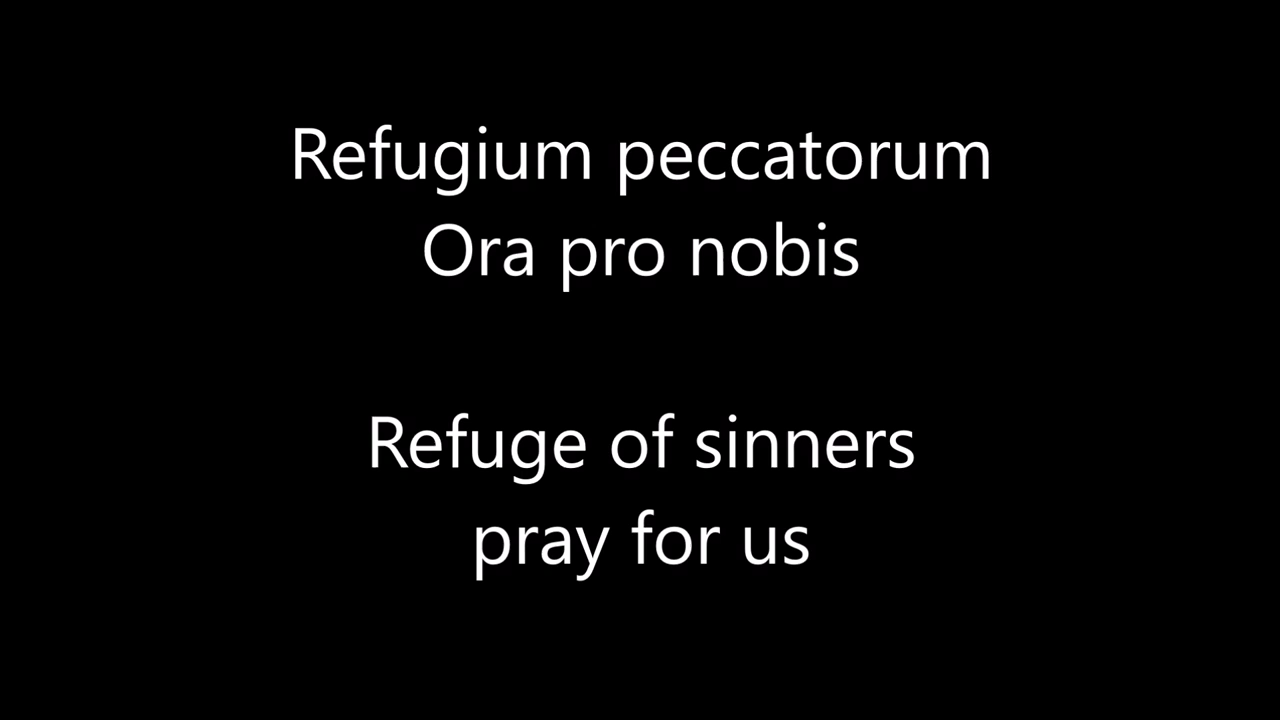 Refugium peccatorum
Ora pro nobis
Refuge of sinners
pray for us